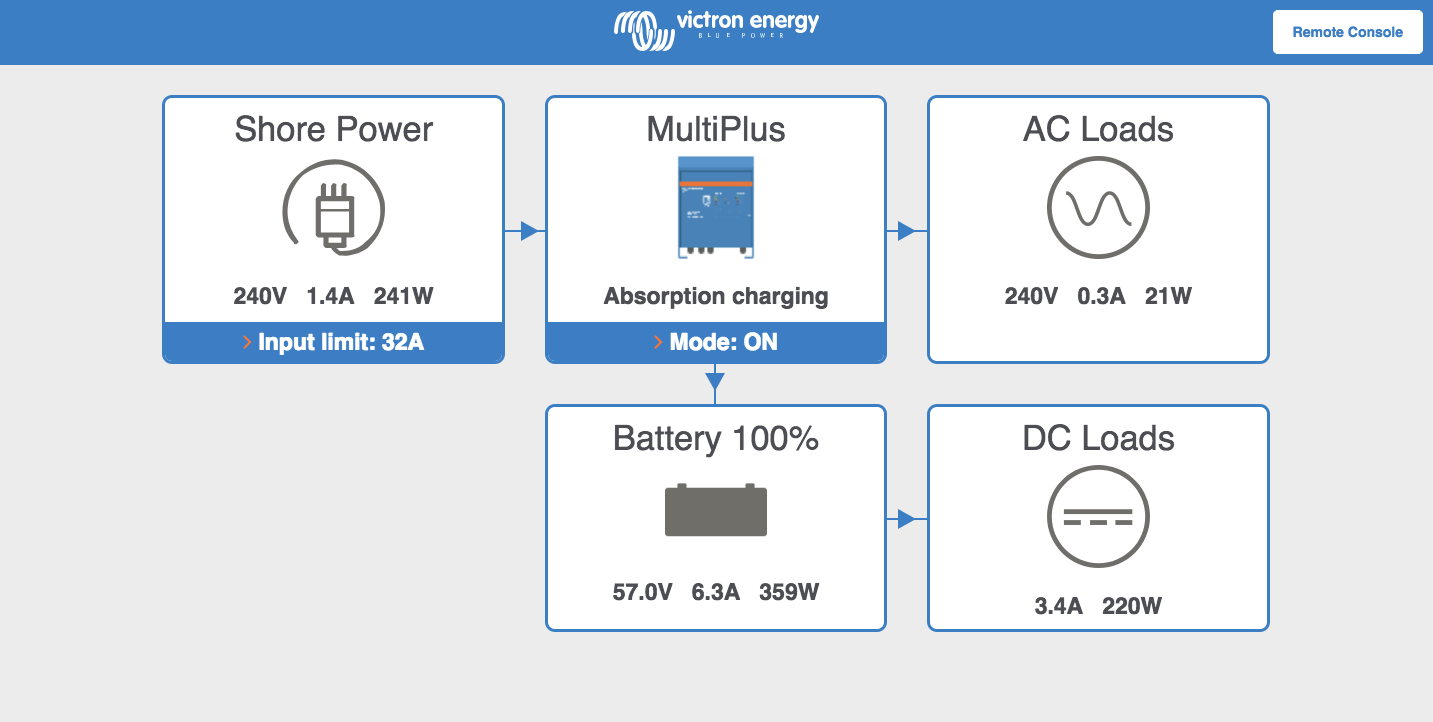 victron energy
BLUE POWER
Remote Console
Shore Power
240V 1.4A 241W
Input limit: 32A
MultiPlus
Absorption charging
Mode: ON
AC Loads
240V 0.3A 21W
Battery 100%
57.0V 6.3A 359W
DC Loads
3.4A 220W